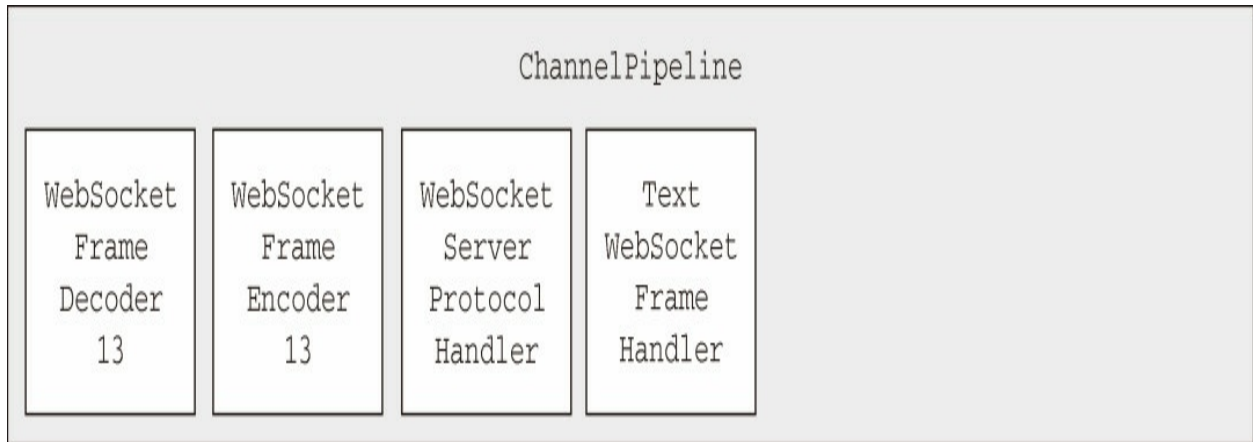 ChannelPipeline
WebSocket
Frame
Decoder
13
WebSocket
Frame
Encoder
13
WebSocket
Server
Protocol
Handler
Text
WebSocket
Frame
Handler